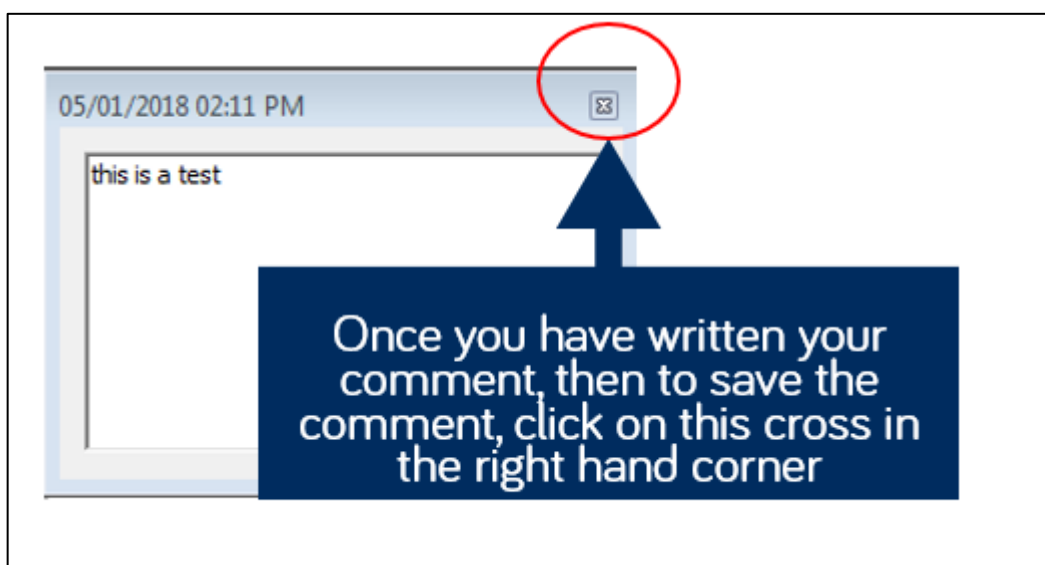 05/01/2018 02:11 PM
this is a test
Once you have written your
comment, then to save the
comment, click on this cross in
the right hand corner